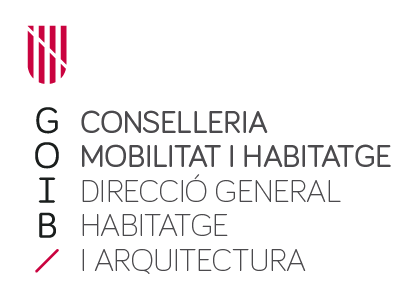 G CONSELLERIA
O MOBILITAT I HABITATGE
I DIRECCIÓ GENERAL
B HABITATGE
/ I ARQUITECTURA